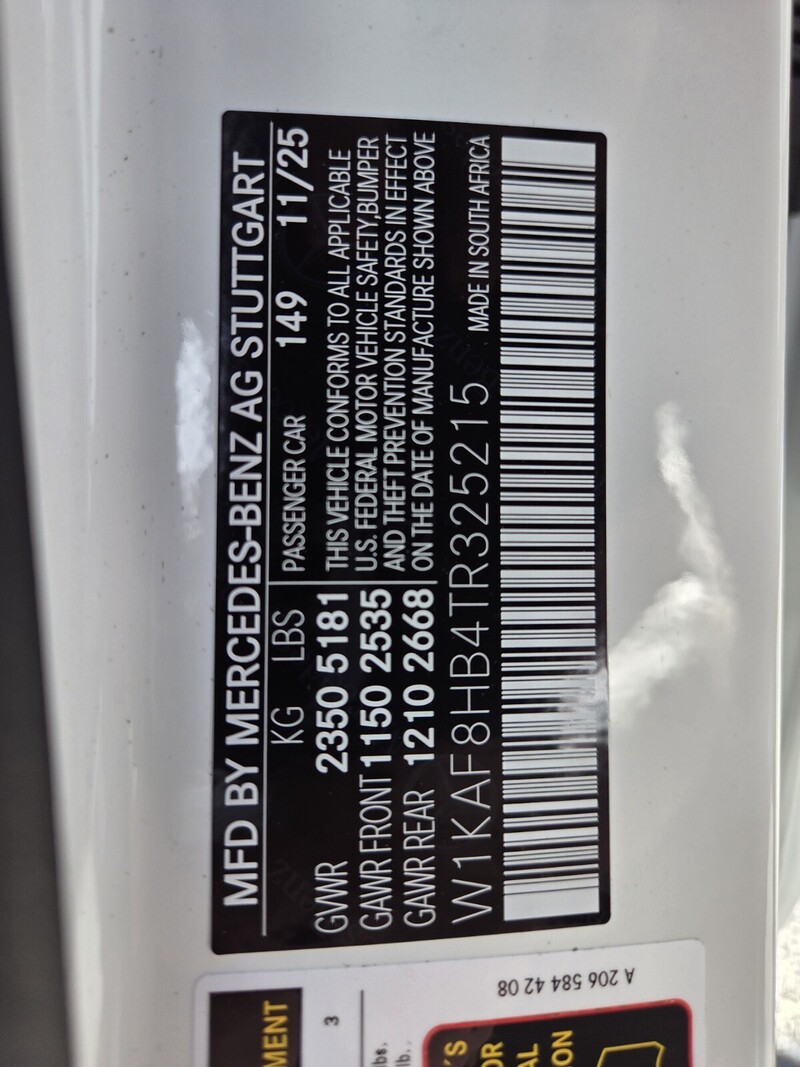 MFD BY MERCEDES-BENZ AG STUTTGART
KG LBS PASSENGER CAR 149 11/25
GVWR 2350 5181
GAWR FRONT 1150 2535
GAWR REAR 1210 2668
THIS VEHICLE CONFORMS TO ALL APPLICABLE
U.S. FEDERAL MOTOR VEHICLE SAFETY,BUMPER
AND THEFT PREVENTION STANDARDS IN EFFECT
ON THE DATE OF MANUFACTURE SHOWN ABOVE
W1KAF8HB4TR325215 MADE IN SOUTH AFRICA
A 206 584 42 08
3